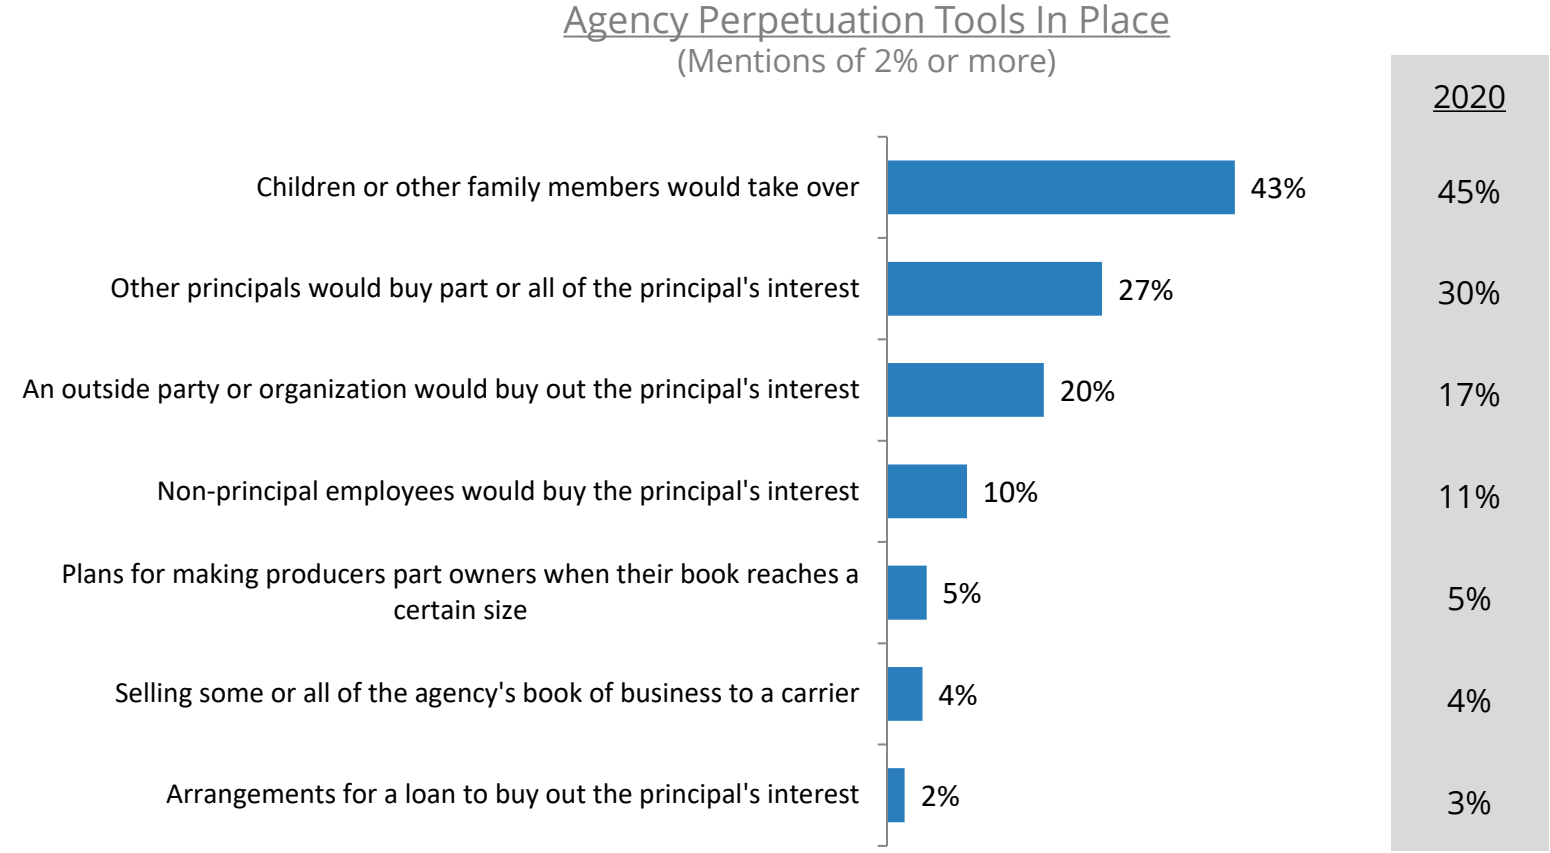 Agency Perpetuation Tools In Place
(Mentions of 2% or more)
2020
Children or other family members would take over 43% 45%
Other principals would buy part or all of the principal's interest 27% 30%
An outside party or organization would buy out the principal's interest 20% 17%
Non-principal employees would buy the principal's interest 10% 11%
Plans for making producers part owners when their book reaches a
certain size 5% 5%
Selling some or all of the agency's book of business to a carrier 4% 4%
Arrangements for a loan to buy out the principal's interest 2% 3%